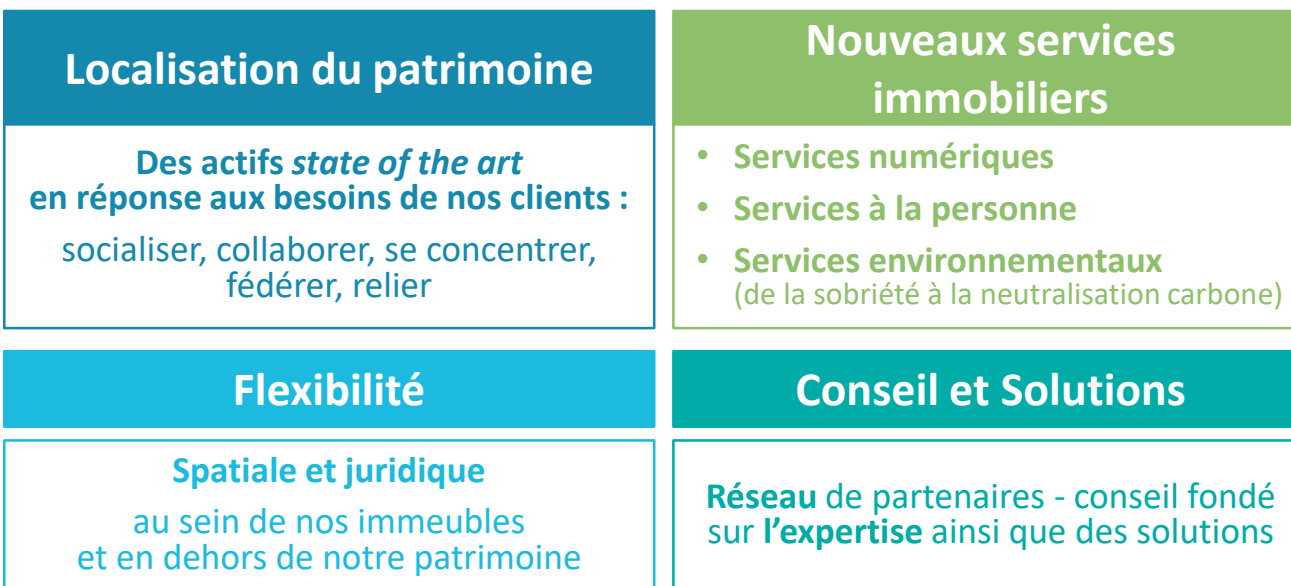 Localisation du patrimoine
Des actifs state of the art
en réponse aux besoins de nos clients :
socialiser, collaborer, se concentrer,
fédérer, relier
Nouveaux services
immobiliers
• Services numériques
• Services à la personne
• Services environnementaux
(de la sobriété à la neutralisation carbone)
Flexibilité
Spatiale et juridique
au sein de nos immeubles
et en dehors de notre patrimoine
Conseil et Solutions
Réseau de partenaires - conseil fondé
sur l’expertise ainsi que des solutions